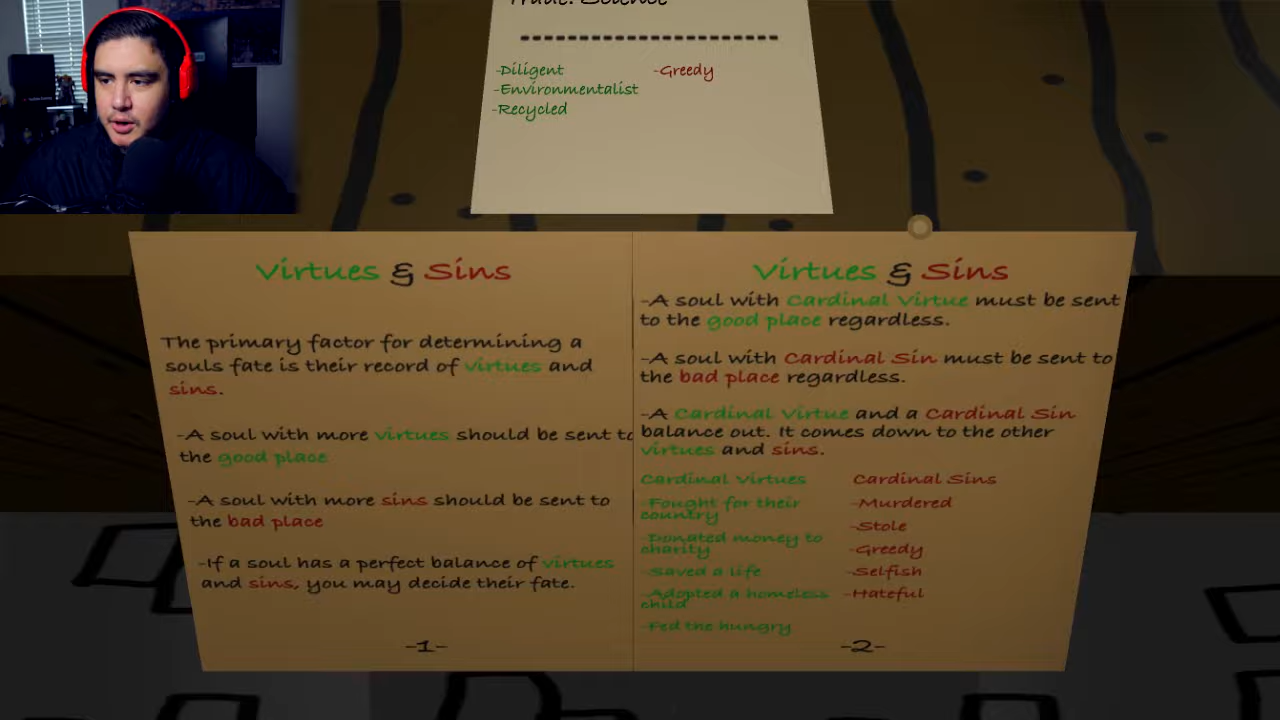 Trade: Science
-Diligent -Greedy
-Environmentalist
-Recycled
Virtues & Sins
The primary factor for determining a
souls fate is their record of virtues and
sins.
-A soul with more virtues should be sent to
the good place
-A soul with more sins should be sent to
the bad place
-If a soul has a perfect balance of virtues
and sins, you may decide their fate.
-1-
Virtues & Sins
-A soul with Cardinal Virtue must be sent
to the good place regardless.
-A soul with Cardinal Sin must be sent to
the bad place regardless.
-A Cardinal Virtue and a Cardinal Sin
balance out. It comes down to the other
virtues and sins.
Cardinal Virtues
-Fought for their
country
-Donated money to
charity
-Saved a life
-Adopted a homeless
child
-Fed the hungry
Cardinal Sins
-Murdered
-Stole
-Greedy
-Selfish
-Hateful
-2-